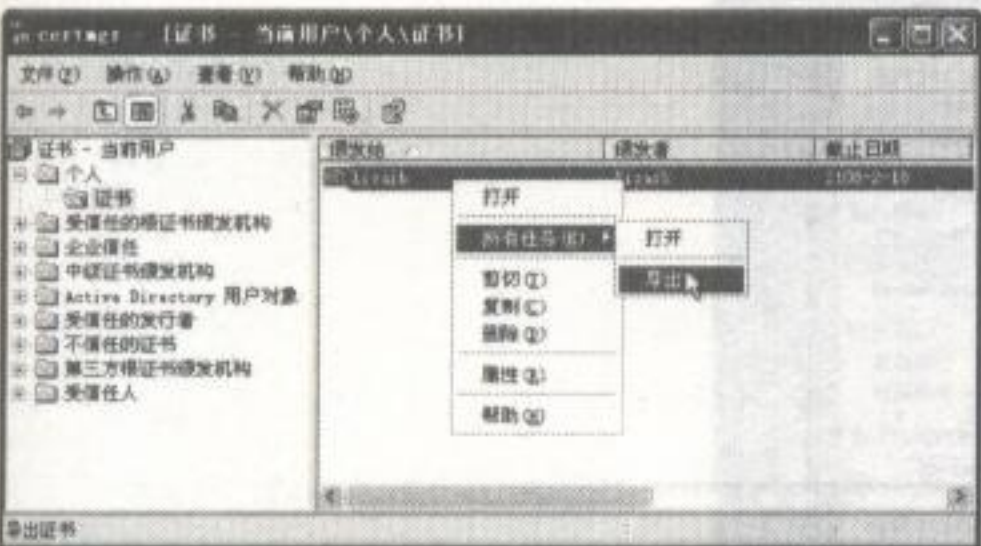 certmgr - [证书 - 当前用户\个人\证书]
文件(F) 操作(A) 查看(V) 帮助(H)
证书 - 当前用户
个人
证书
受信任的根证书颁发机构
企业信任
中级证书颁发机构
Active Directory 用户对象
受信任的发行者
不信任的证书
第三方根证书颁发机构
受信任人
颁发给 颁发者 截止日期
打开
所有任务(K)
打开
导出
剪切(T)
复制(C)
删除(D)
属性(R)
帮助(H)
导出证书